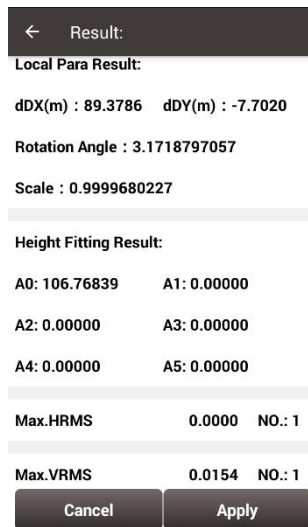 Result:
Local Para Result:
dDX(m) : 89.3786 dDY(m) : -7.7020
Rotation Angle : 3.1718797057
Scale : 0.9999680227
Height Fitting Result:
A0: 106.76839 A1: 0.00000
A2: 0.00000 A3: 0.00000
A4: 0.00000 A5: 0.00000
Max.HRMS 0.0000 NO.: 1
Max.VRMS 0.0154 NO.: 1
Cancel Apply